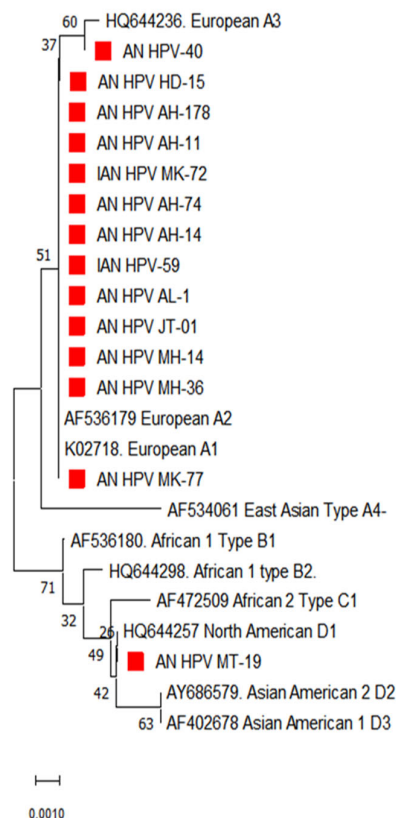 60
HQ644236. European A3
37
AN HPV-40
AN HPV HD-15
AN HPV AH-178
AN HPV AH-11
IAN HPV MK-72
AN HPV AH-74
AN HPV AH-14
51
IAN HPV-59
AN HPV AL-1
AN HPV JT-01
AN HPV MH-14
AN HPV MH-36
AF536179 European A2
K02718. European A1
AN HPV MK-77
AF534061 East Asian Type A4-
AF536180. African 1 Type B1
71
HQ644298. African 1 type B2.
32
AF472509 African 2 Type C1
26
HQ644257 North American D1
49
AN HPV MT-19
42
AY686579. Asian American 2 D2
63
AF402678 Asian American 1 D3
0.0010